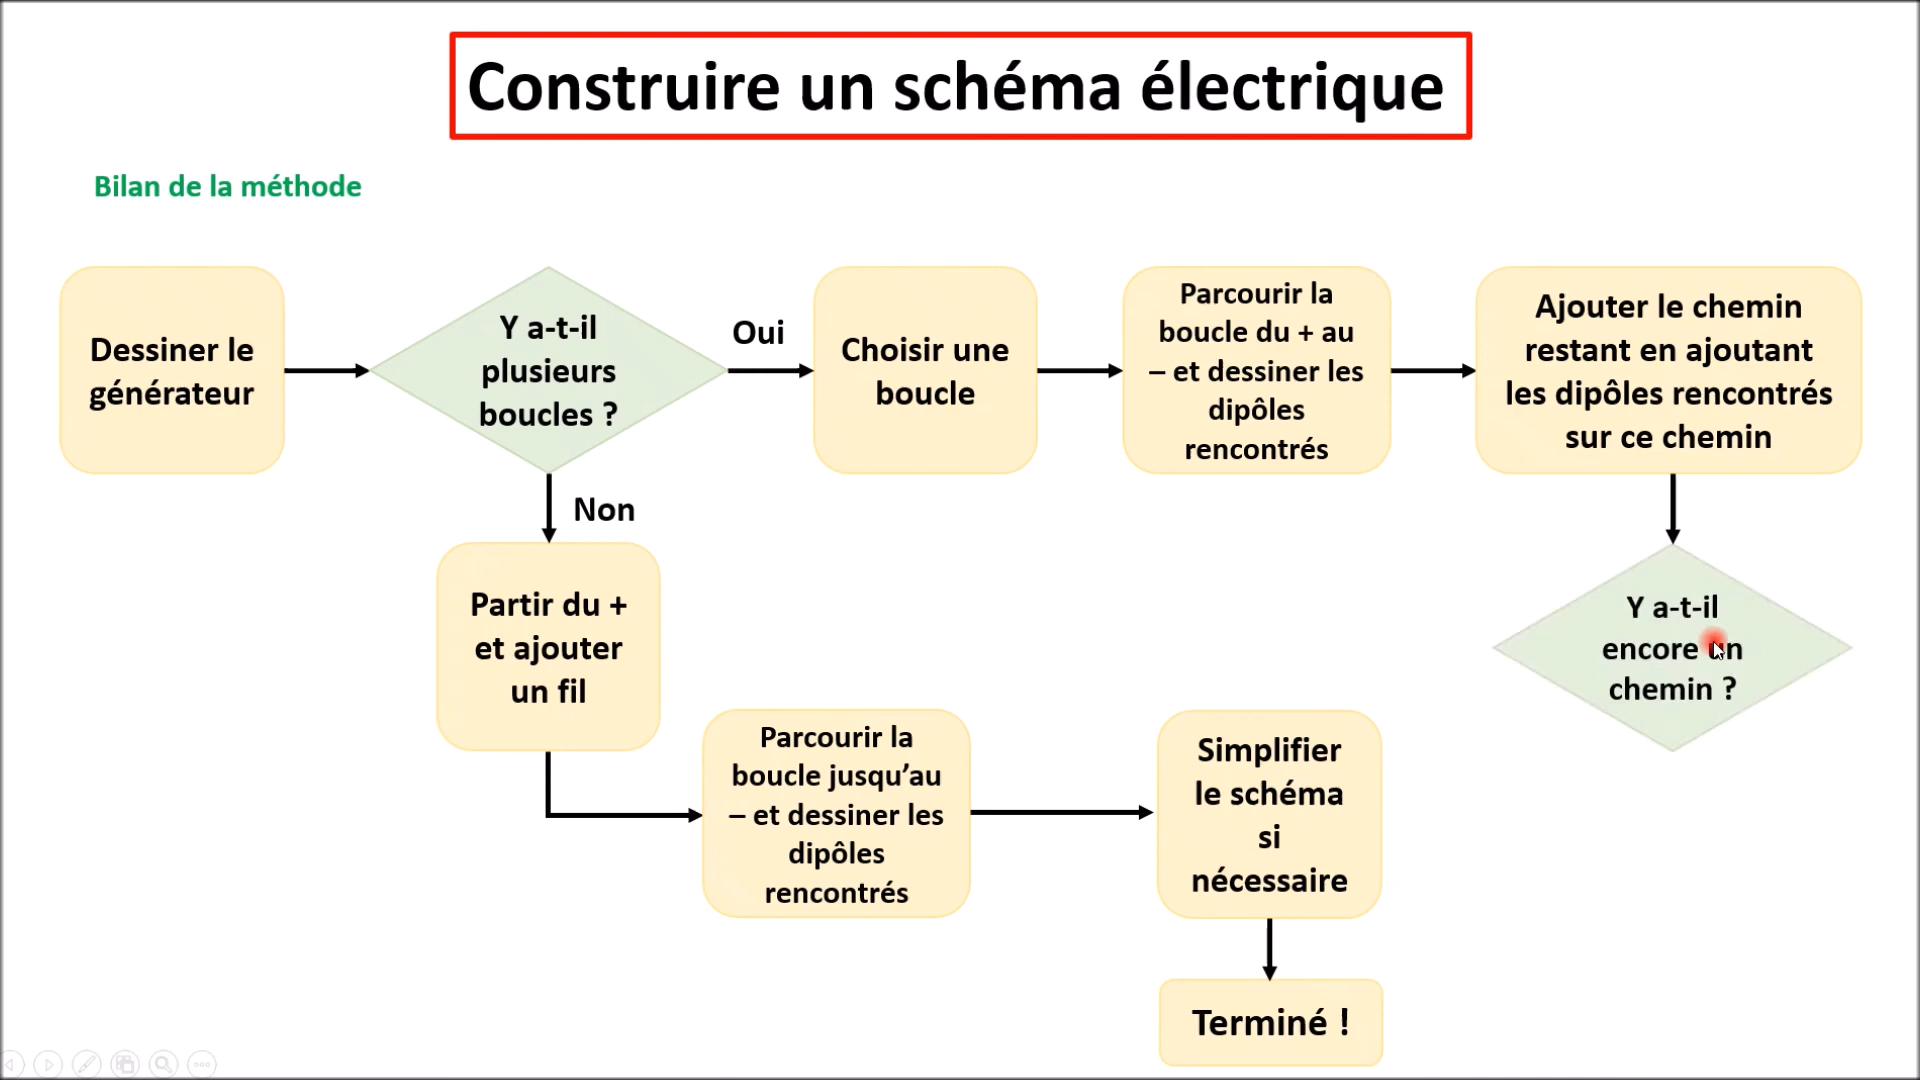 Construire un schéma électrique
Bilan de la méthode
Dessiner le
générateur
Y a-t-il
plusieurs
boucles ?
Oui
Choisir une
boucle
Parcourir la
boucle du + au
– et dessiner les
dipôles
rencontrés
Ajouter le chemin
restant en ajoutant
les dipôles rencontrés
sur ce chemin
Non
Partir du +
et ajouter
un fil
Y a-t-il
encore un
chemin ?
Parcourir la
boucle jusqu’au
– et dessiner les
dipôles
rencontrés
Simplifier
le schéma
si
nécessaire
Terminé !